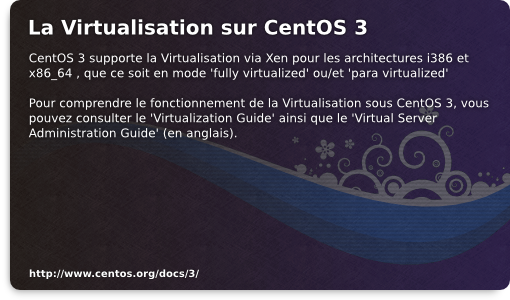 La Virtualisation sur CentOS 3
CentOS 3 supporte la Virtualisation via Xen pour les architectures i386 et
x86_64 , que ce soit en mode 'fully virtualized' ou/et 'para virtualized'
Pour comprendre le fonctionnement de la Virtualisation sous CentOS 3, vous
pouvez consulter le 'Virtualization Guide' ainsi que le 'Virtual Server
Administration Guide' (en anglais).
http://www.centos.org/docs/3/